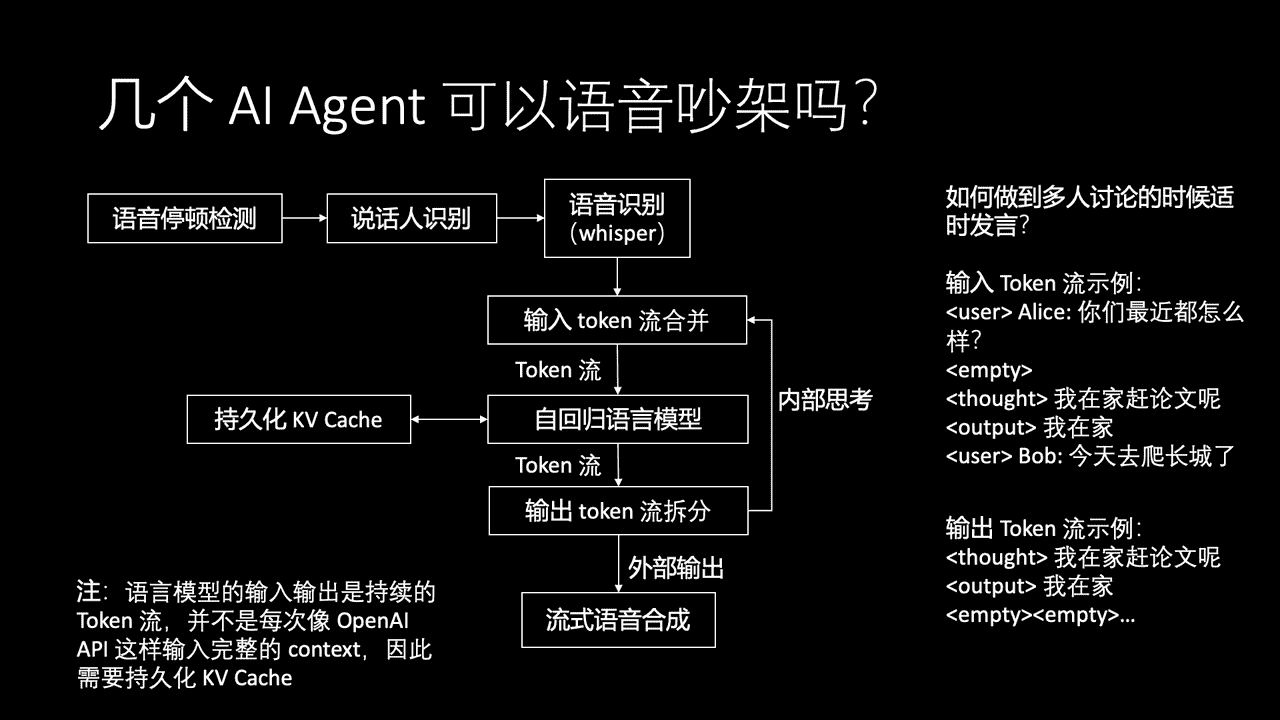 几个 AI Agent 可以语音吵架吗？
语音停顿检测
说话人识别
语音识别
（whisper）
输入 token 流合并
Token 流
持久化 KV Cache
自回归语言模型
内部思考
Token 流
输出 token 流拆分
外部输出
流式语音合成
注：语言模型的输入输出是持续的
Token 流，并不是每次像 OpenAI
API 这样输入完整的 context，因此
需要持久化 KV Cache
如何做到多人讨论的时候适
时发言？
输入 Token 流示例：
<user> Alice: 你们最近都怎么
样？
<empty>
<thought> 我在家赶论文呢
<output> 我在家
<user> Bob: 今天去爬长城了
输出 Token 流示例：
<thought> 我在家赶论文呢
<output> 我在家
<empty><empty>…